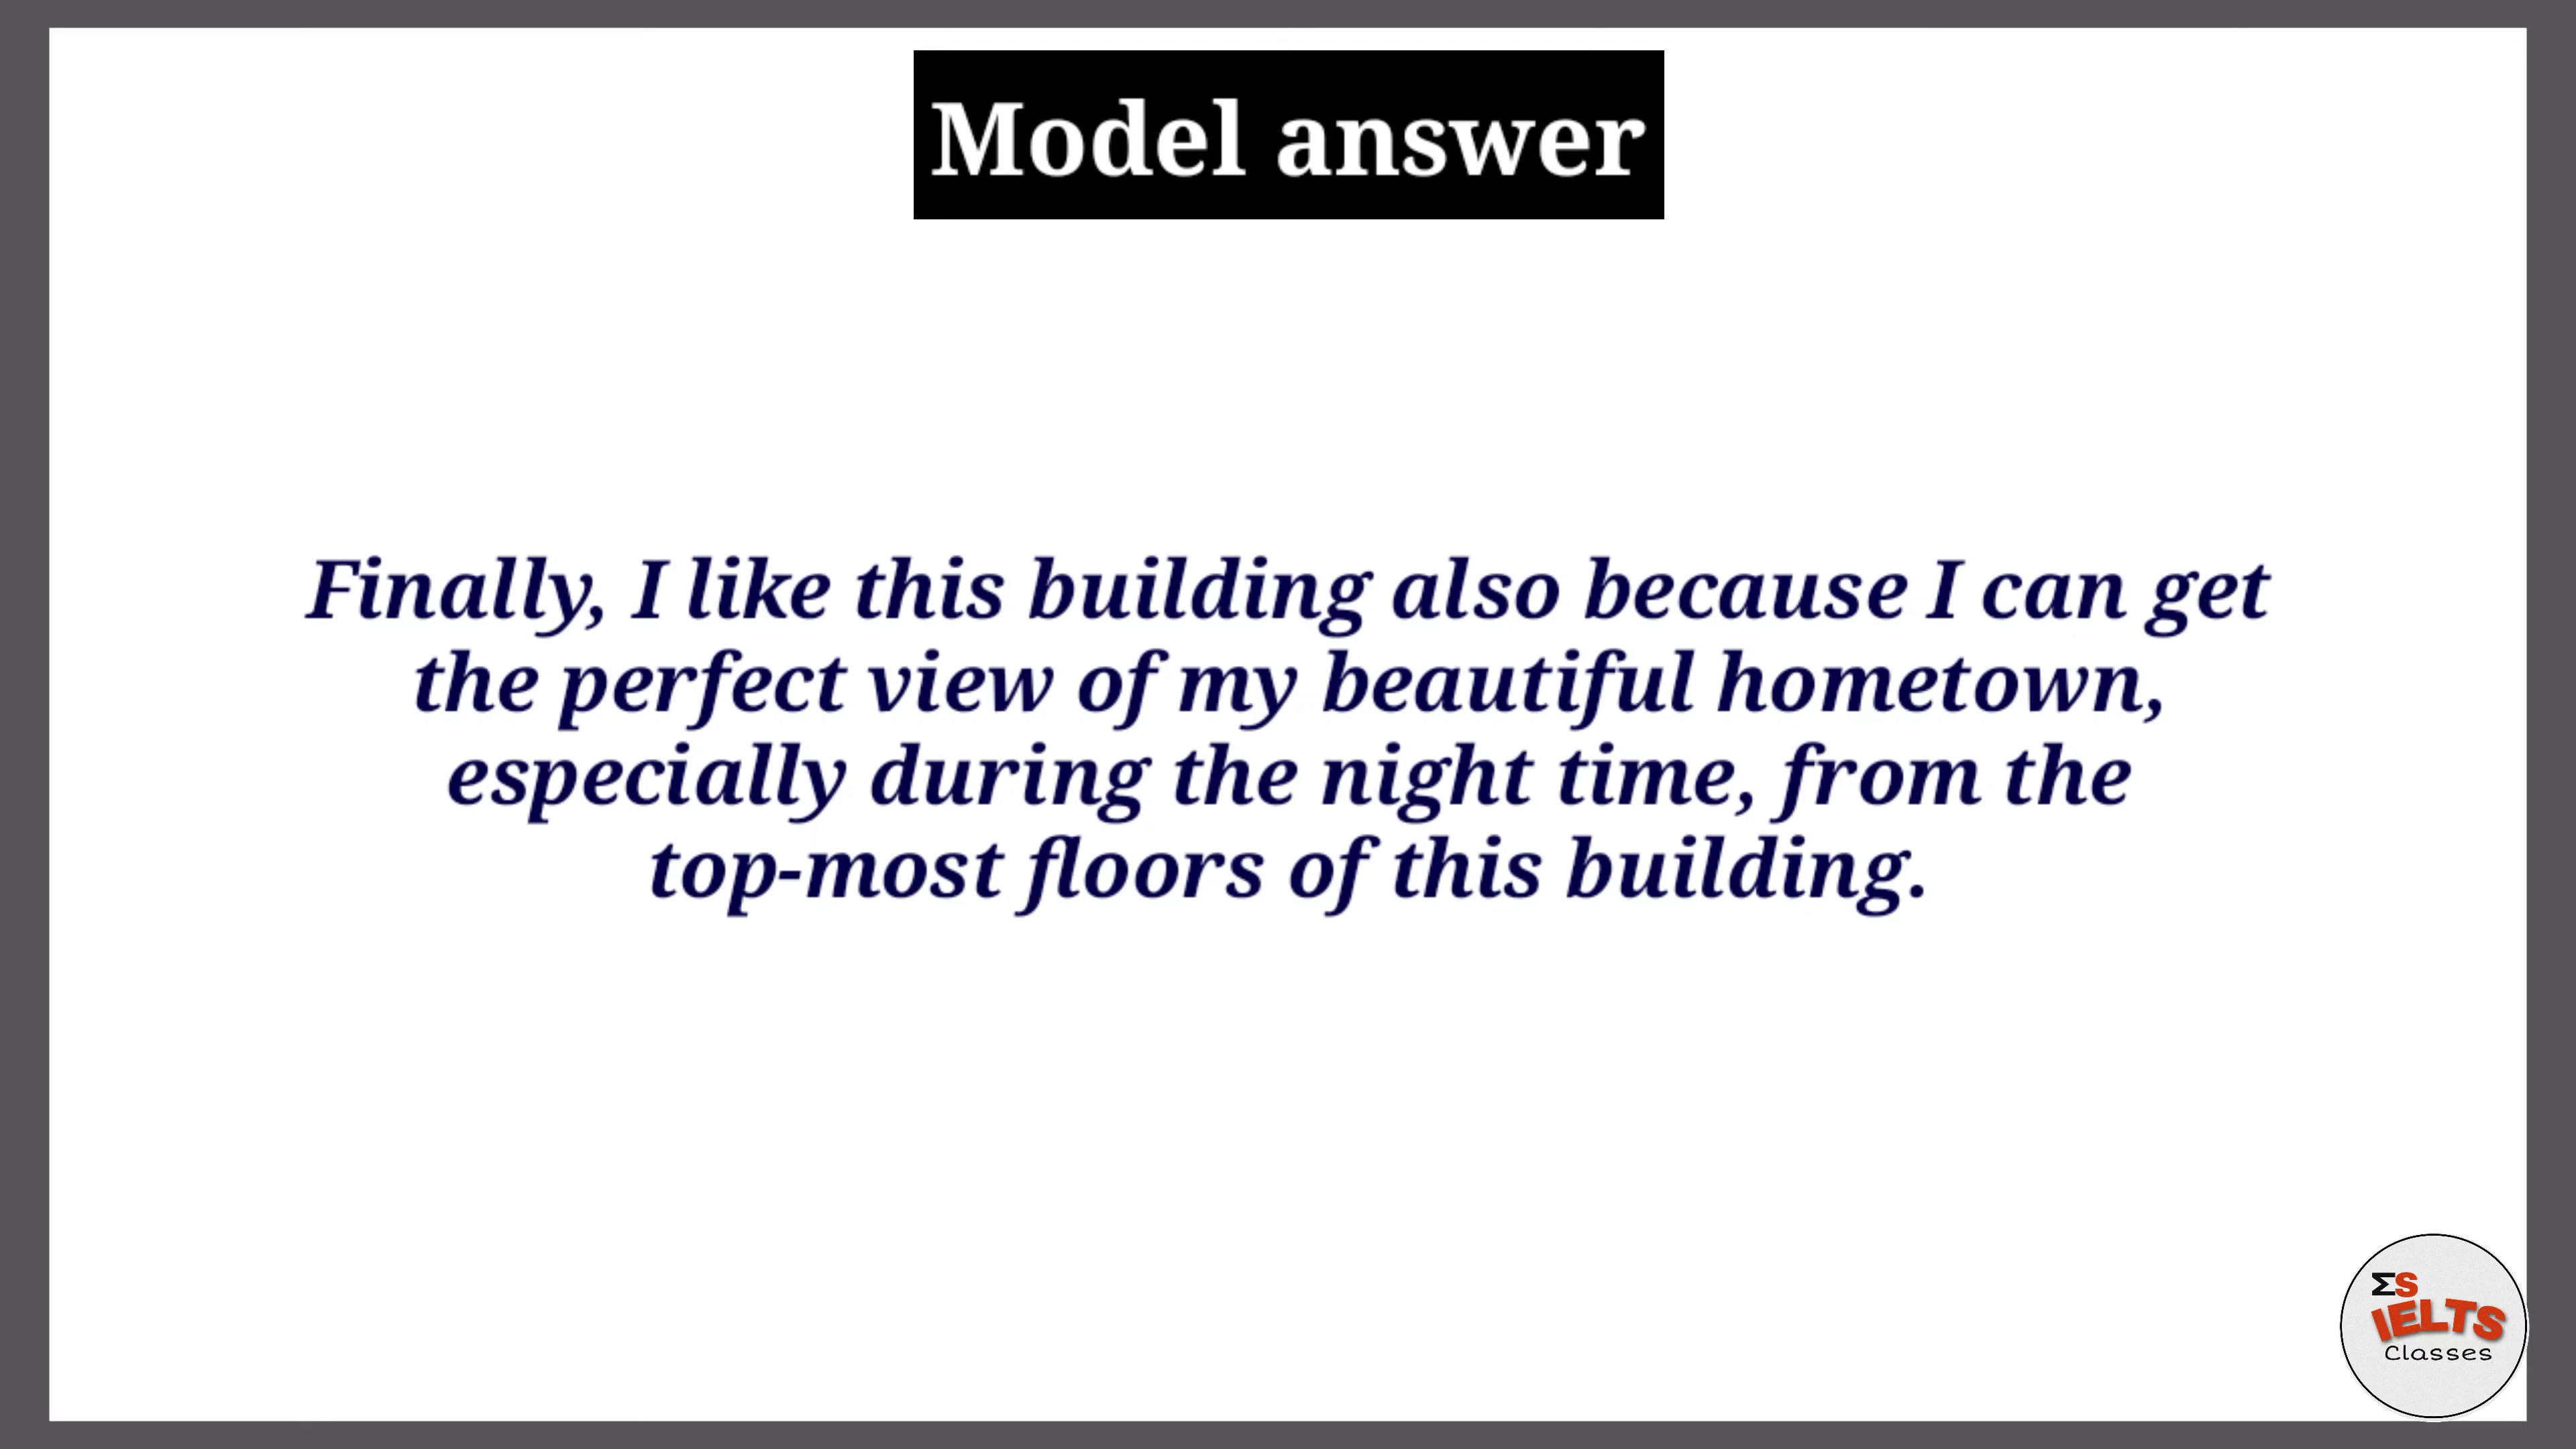 Model answer
Finally, I like this building also because I can get
the perfect view of my beautiful hometown,
especially during the night time, from the
top-most floors of this building.
ΣS
IELTS
Classes